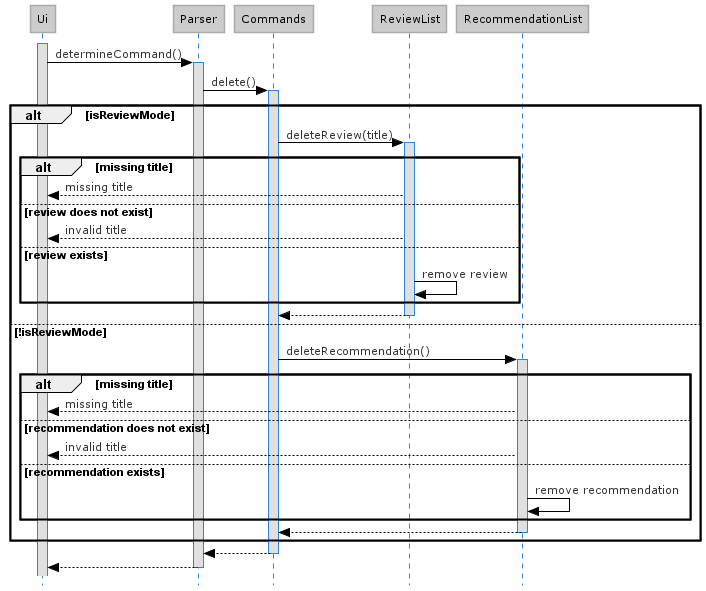 Ui Parser Commands ReviewList RecommendationList
determineCommand()
delete()
alt [isReviewMode]
deleteReview(title)
alt [missing title]
missing title
[review does not exist]
invalid title
[review exists]
remove review
[!isReviewMode]
deleteRecommendation()
alt [missing title]
missing title
[recommendation does not exist]
invalid title
[recommendation exists]
remove recommendation